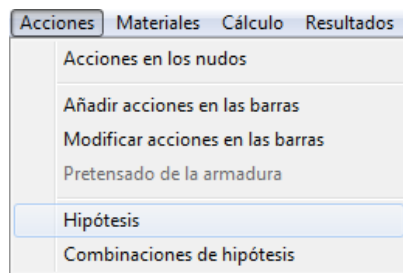 Acciones Materiales Cálculo Resultados
Acciones en los nudos
Añadir acciones en las barras
Modificar acciones en las barras
Pretensado de la armadura
Hipótesis
Combinaciones de hipótesis